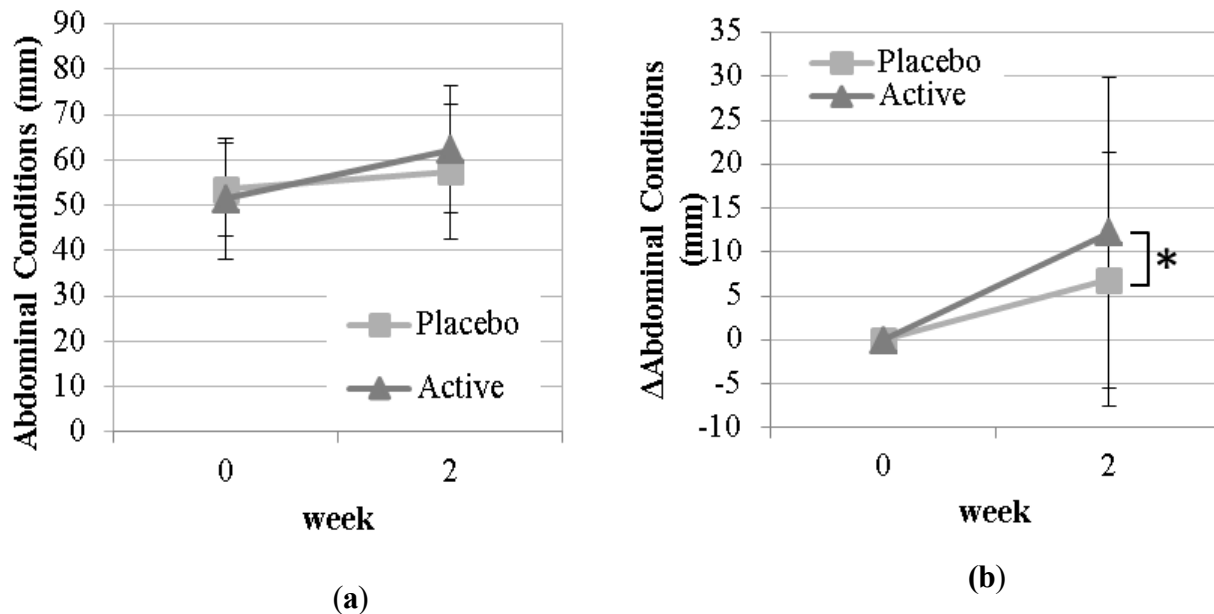 Abdominal Conditions (mm)
90
80
70
60
50
40
30
20
10
0
Placebo
Active
0 2
week
(a)
ΔAbdominal Conditions
(mm)
35
30
25
20
15
10
5
0
-5
-10
Placebo
Active
*
0 2
week
(b)